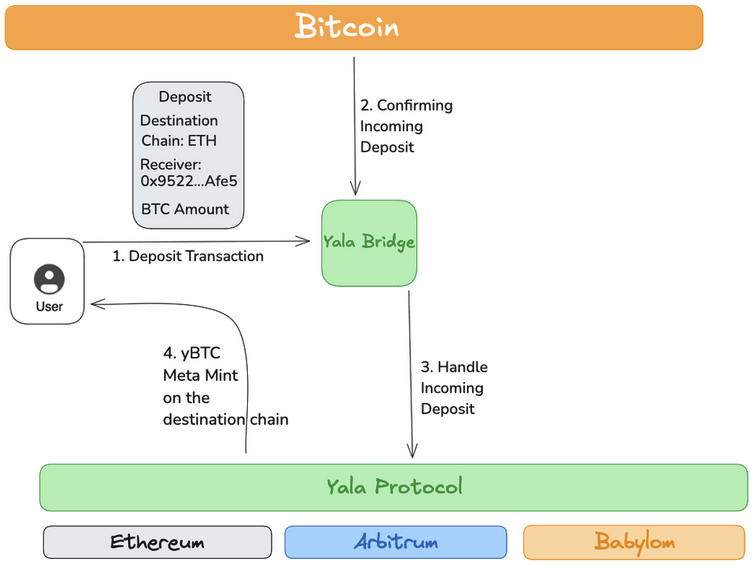 Bitcoin
Deposit
Destination
Chain: ETH
Receiver:
0x9522...Afe5
BTC Amount
2. Confirming
Incoming
Deposit
Yala Bridge
1. Deposit Transaction
User
4. yBTC
Meta Mint
on the
destination chain
3. Handle
Incoming
Deposit
Yala Protocol
Ethereum
Arbitrum
Babylom